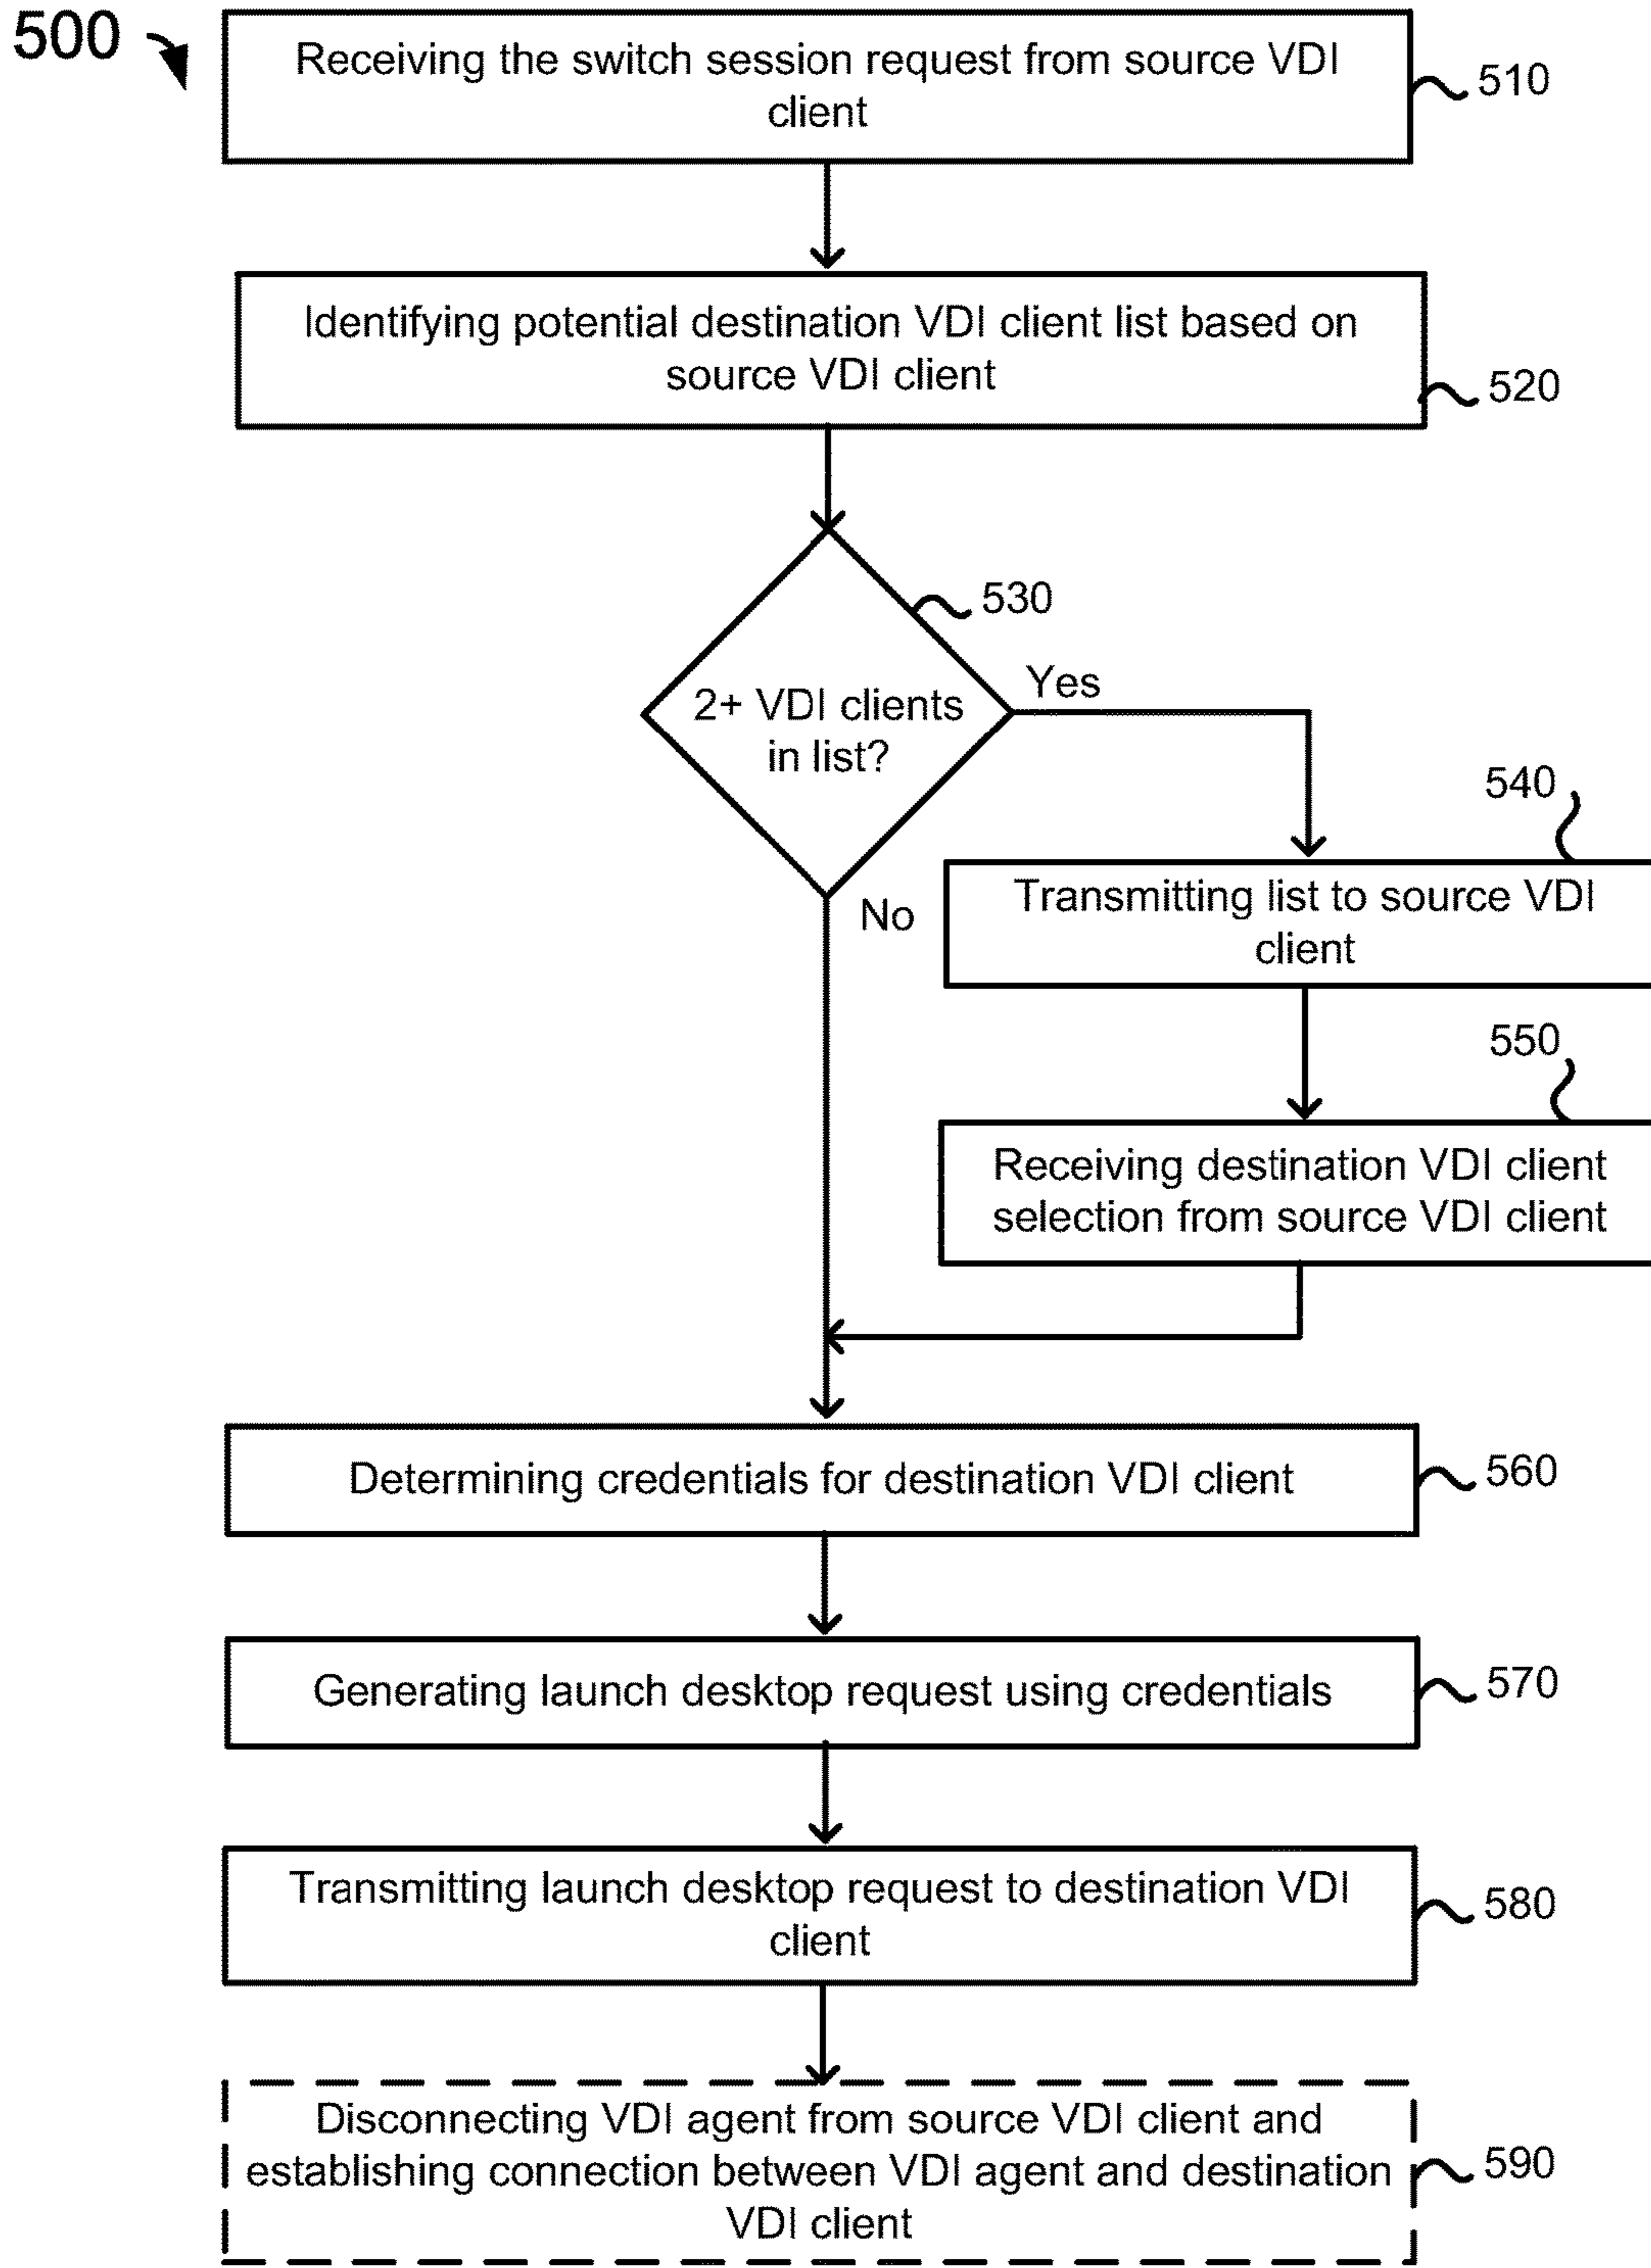 500
Receiving the switch session request from source VDI
client
510
Identifying potential destination VDI client list based on
source VDI client
520
530
2+ VDI clients
in list?
Yes
No
540
Transmitting list to source VDI
client
550
Receiving destination VDI client
selection from source VDI client
Determining credentials for destination VDI client
560
Generating launch desktop request using credentials
570
Transmitting launch desktop request to destination VDI
client
580
Disconnecting VDI agent from source VDI client and
establishing connection between VDI agent and destination
VDI client
590